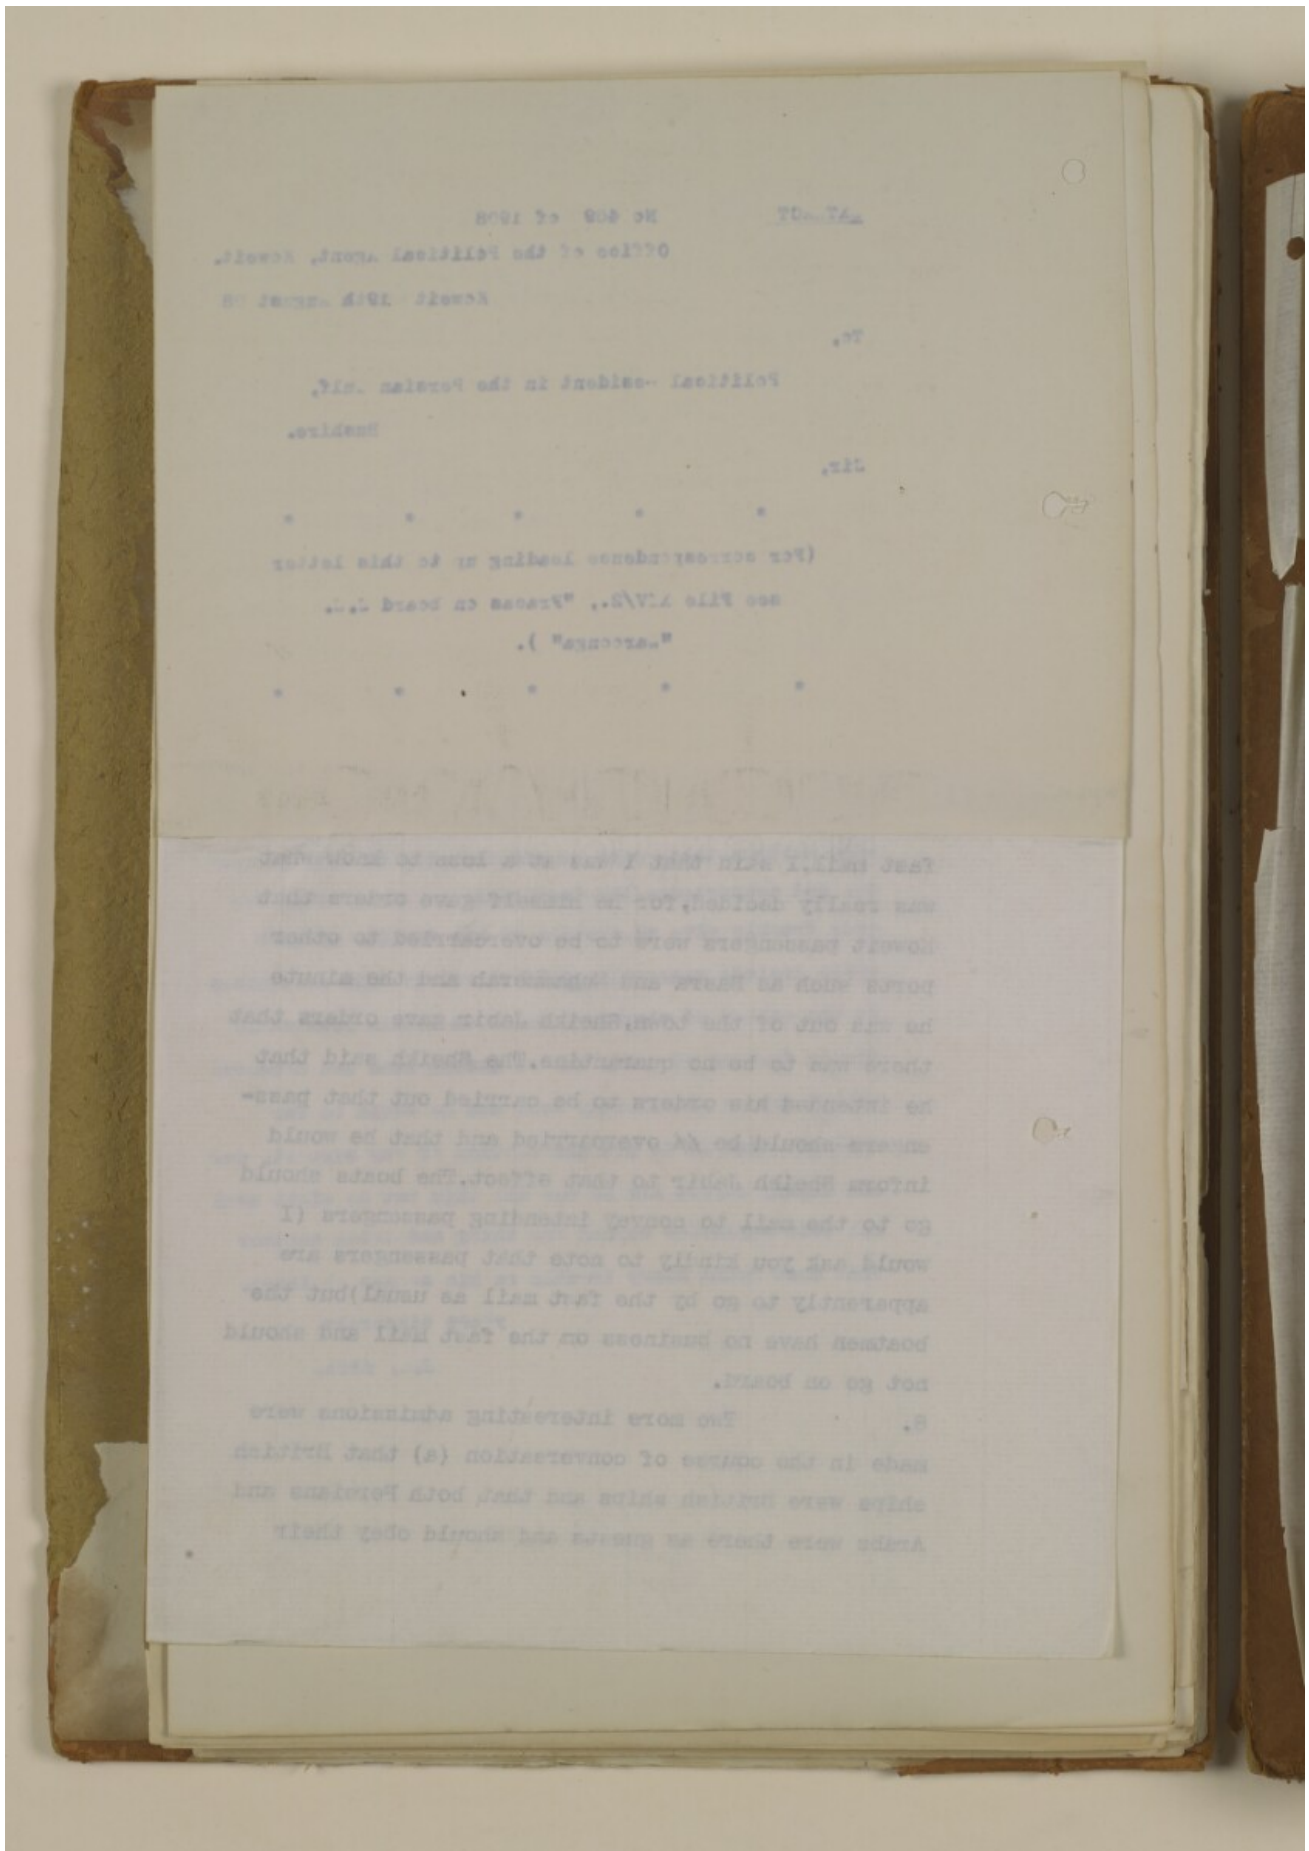 EXTRACT No 409 of 1908
Office of the Political Agent, Koweit.
Koweit 19th August 08
To,
Political Resident in the Persian Gulf,
Bushire.
Sir,
* * * * *
(For correspondence leading up to this letter
see File XIV/2., "Fracas on board S.S.
").
* * * * *
fast mail, I said that I was at a loss to know what
was really decided, for he himself gave orders that
Koweit passengers were to be overcarried to other
ports such as Basra and Mohammerah and the minute
he was out of the town, Sheikh Jabir gave orders that
there was to be no quarantine. The Sheikh said that
he intended his orders to be carried out that pass-
engers should be overcarried and that he would
inform Sheikh Jabir to that effect. The boats should
go to the mail to convey intending passengers (I
would ask you kindly to note that passengers are
apparently to go by the fast mail as usual) but the
boatmen have no business on the fast mail and should
not go on board.
8. Two more interesting admissions were
made in the course of conversation (a) that British
ships were British ships and that both Persians and
Arabs were there as guests and should obey their